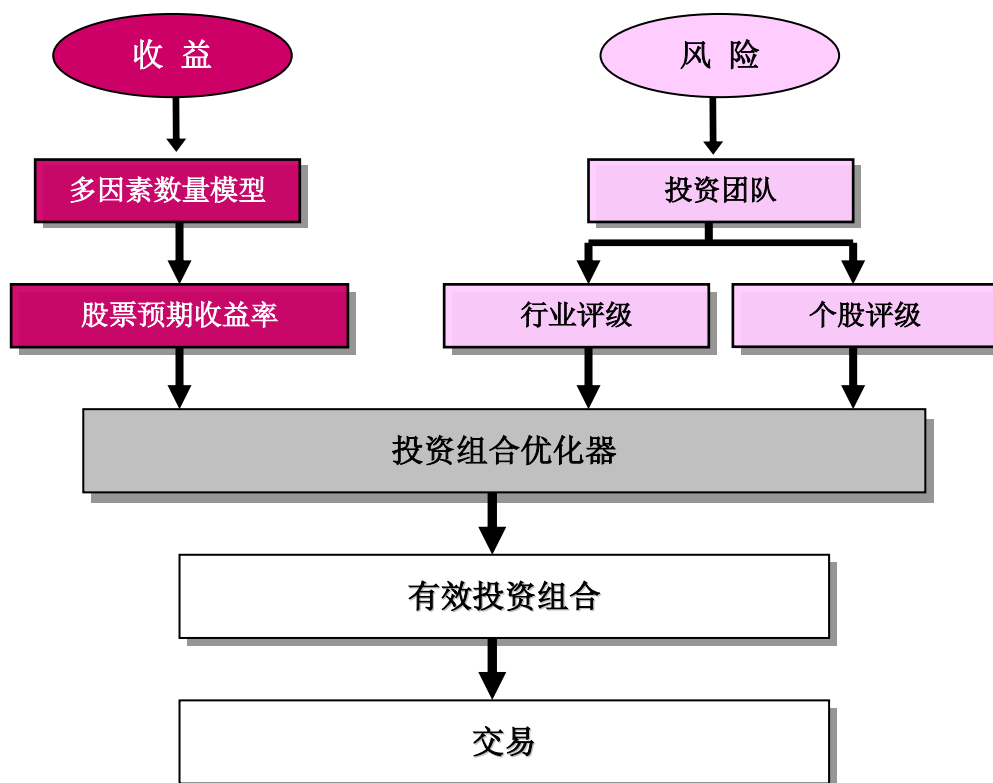 收 益
风 险
多因素数量模型
投资团队
股票预期收益率
行业评级
个股评级
投资组合优化器
有效投资组合
交易